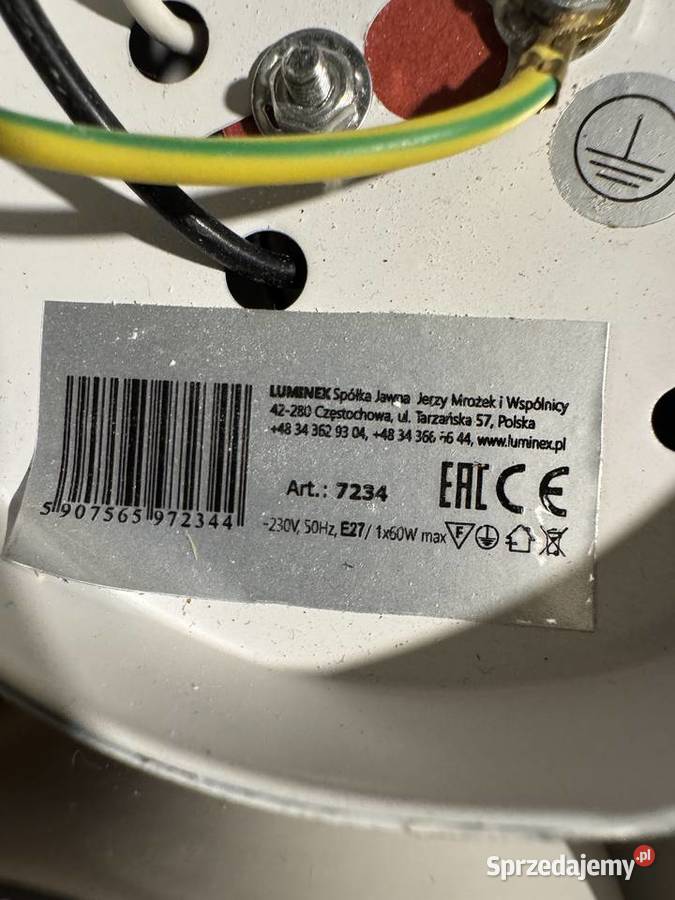 LUMINEX Spółka Jawna Jerzy Mrożek i Wspólnicy
42-280 Częstochowa, ul. Tarzańska 57, Polska
+48 34 362 93 04, +48 34 366 56 44, www.luminex.pl
Art.: 7234
EAC CE
5 907565 972344
~230V, 50Hz, E27/ 1x60W max F
Sprzedajemy.pl